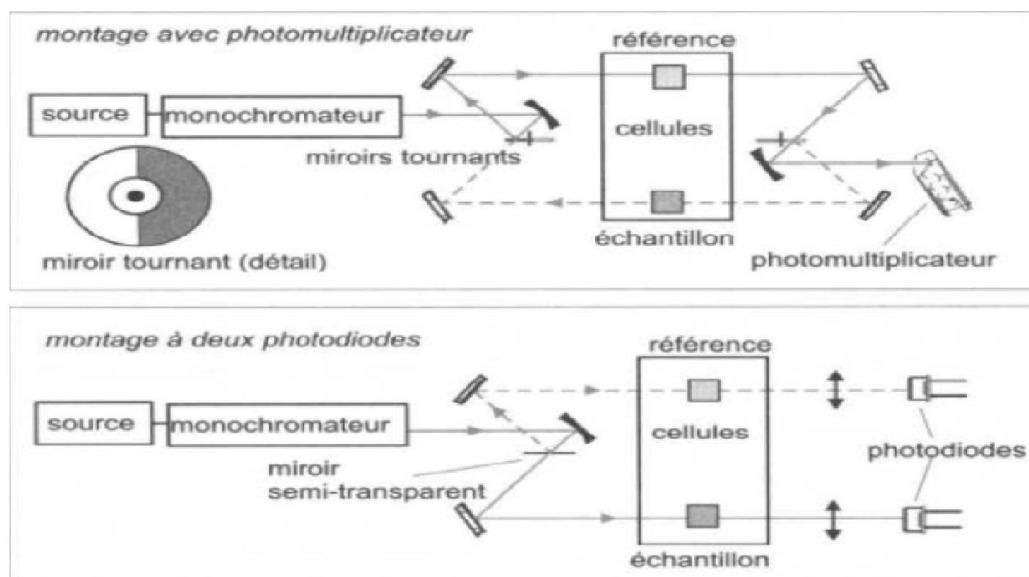 montage avec photomultiplicateur
référence
source
monochromateur
cellules
miroirs tournants
échantillon
miroir tournant (détail)
photomultiplicateur
montage à deux photodiodes
référence
source
monochromateur
cellules
photodiodes
miroir
semi-transparent
échantillon